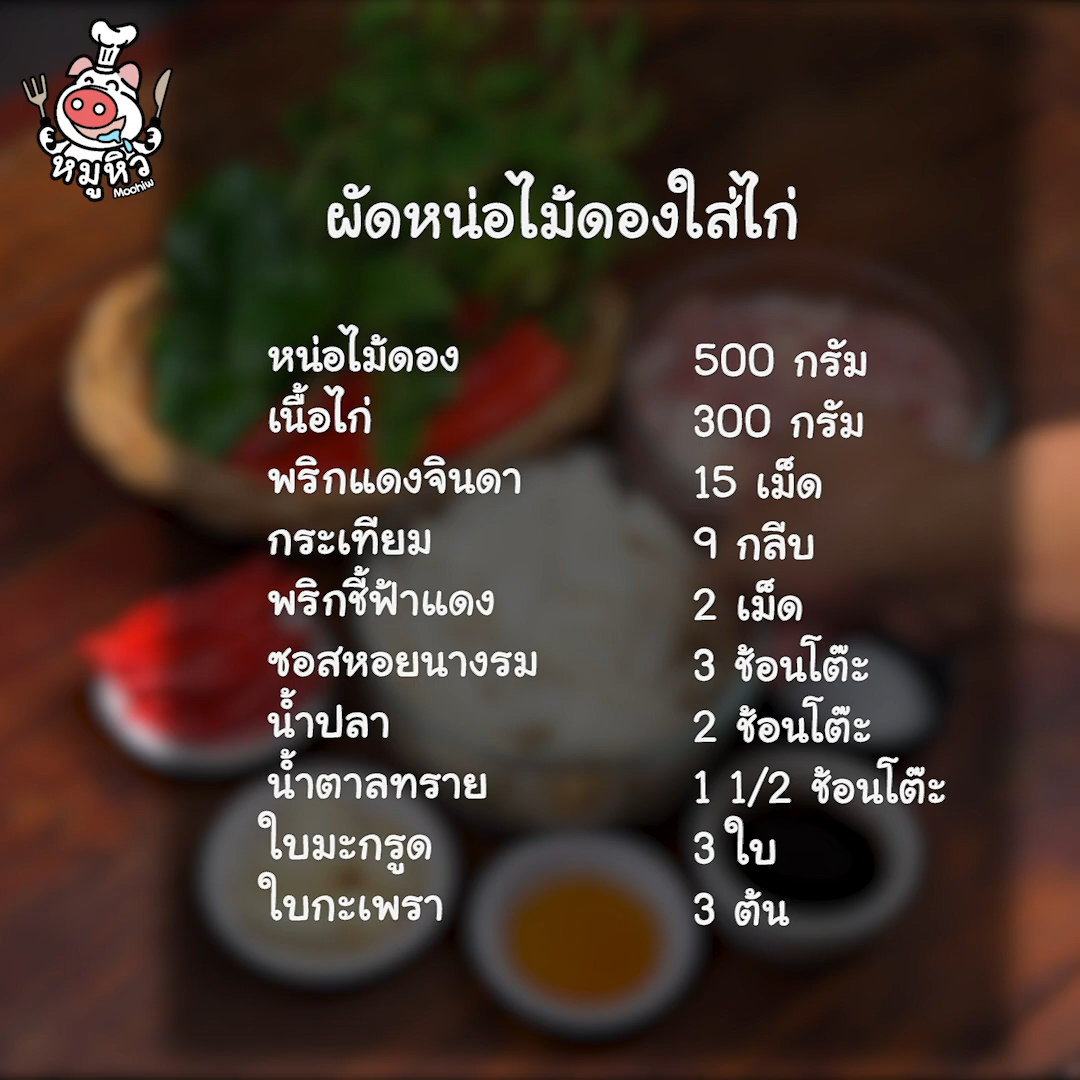 หมูหิว
Moohiw
ผัดหน่อไม้ดองใส่ไก่
หน่อไม้ดอง 500 กรัม
เนื้อไก่ 300 กรัม
พริกแดงจินดา 15 เม็ด
กระเทียม 9 กลีบ
พริกชี้ฟ้าแดง 2 เม็ด
ซอสหอยนางรม 3 ช้อนโต๊ะ
น้ำปลา 2 ช้อนโต๊ะ
น้ำตาลทราย 1 1/2 ช้อนโต๊ะ
ใบมะกรูด 3 ใบ
ใบกะเพรา 3 ต้น